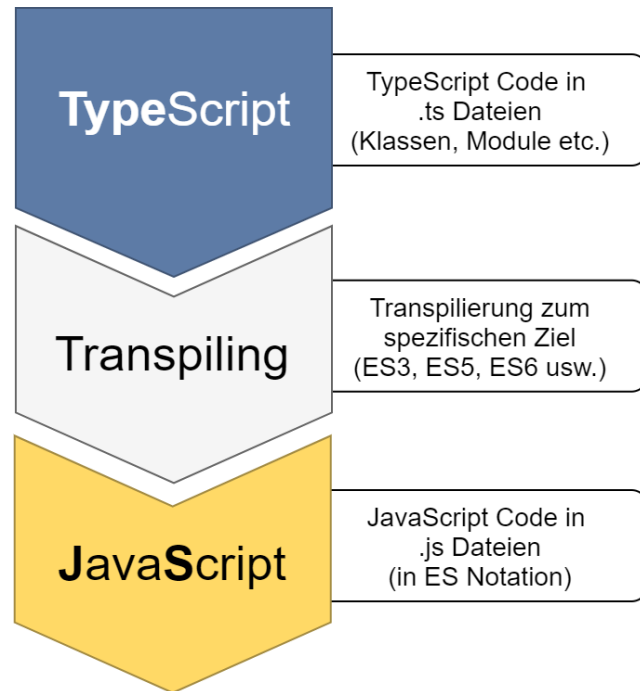 TypeScript
TypeScript Code in
.ts Dateien
(Klassen, Module etc.)
Transpiling
Transpilierung zum
spezifischen Ziel
(ES3, ES5, ES6 usw.)
JavaScript
JavaScript Code in
.js Dateien
(in ES Notation)